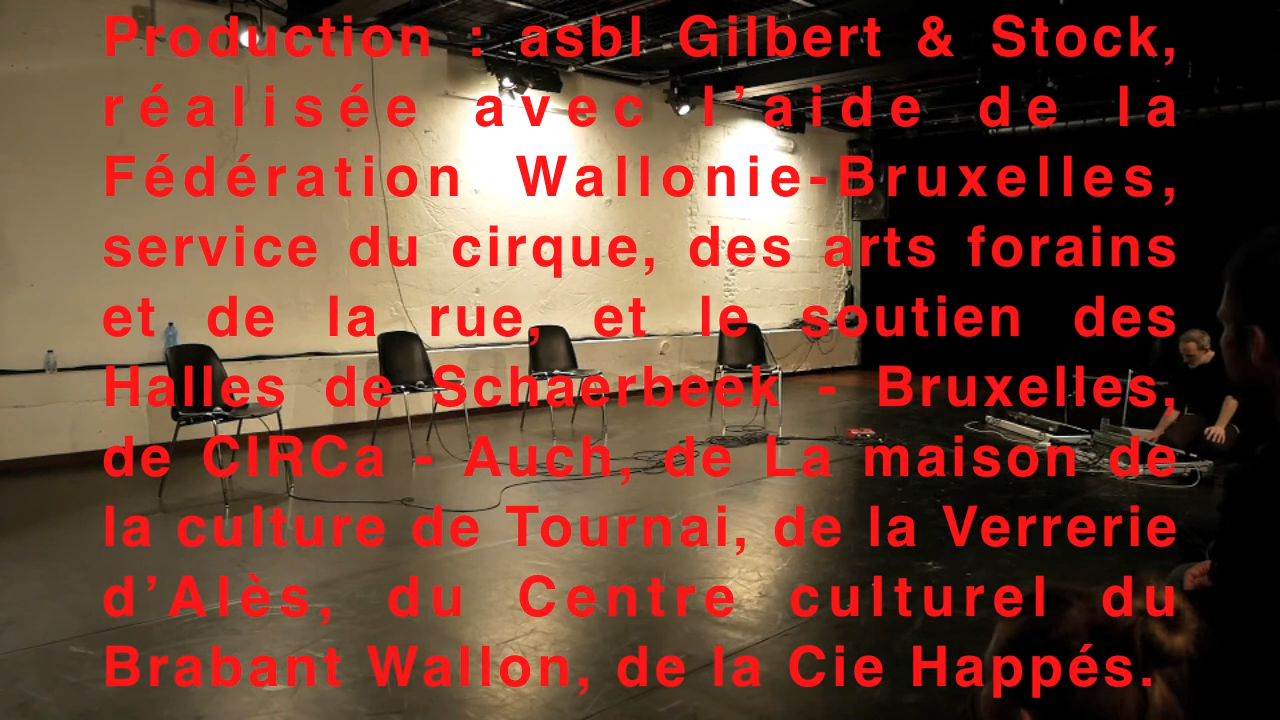 Production : asbl Gilbert & Stock,
réalisée avec l’aide de la
Fédération Wallonie-Bruxelles,
service du cirque, des arts forains
et de la rue, et le soutien des
Halles de Schaerbeek - Bruxelles,
de CIRCa - Auch, de La maison de
la culture de Tournai, de la Verrerie
d’Alès, du Centre culturel du
Brabant Wallon, de la Cie Happés.